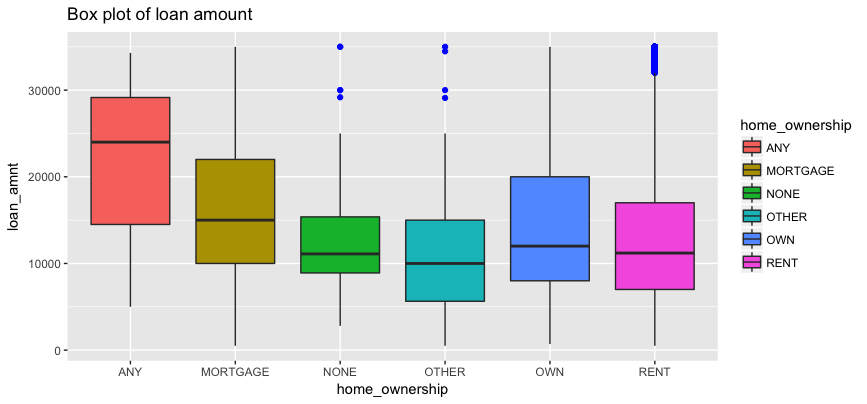 Box plot of loan amount
loan_amnt
30000
20000
10000
0
ANY MORTGAGE NONE OTHER OWN RENT
home_ownership
home_ownership
ANY
MORTGAGE
NONE
OTHER
OWN
RENT